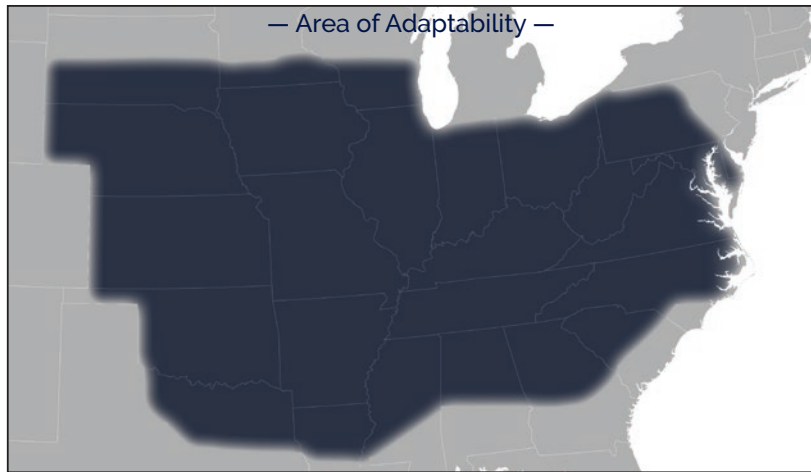 — Area of Adaptability —